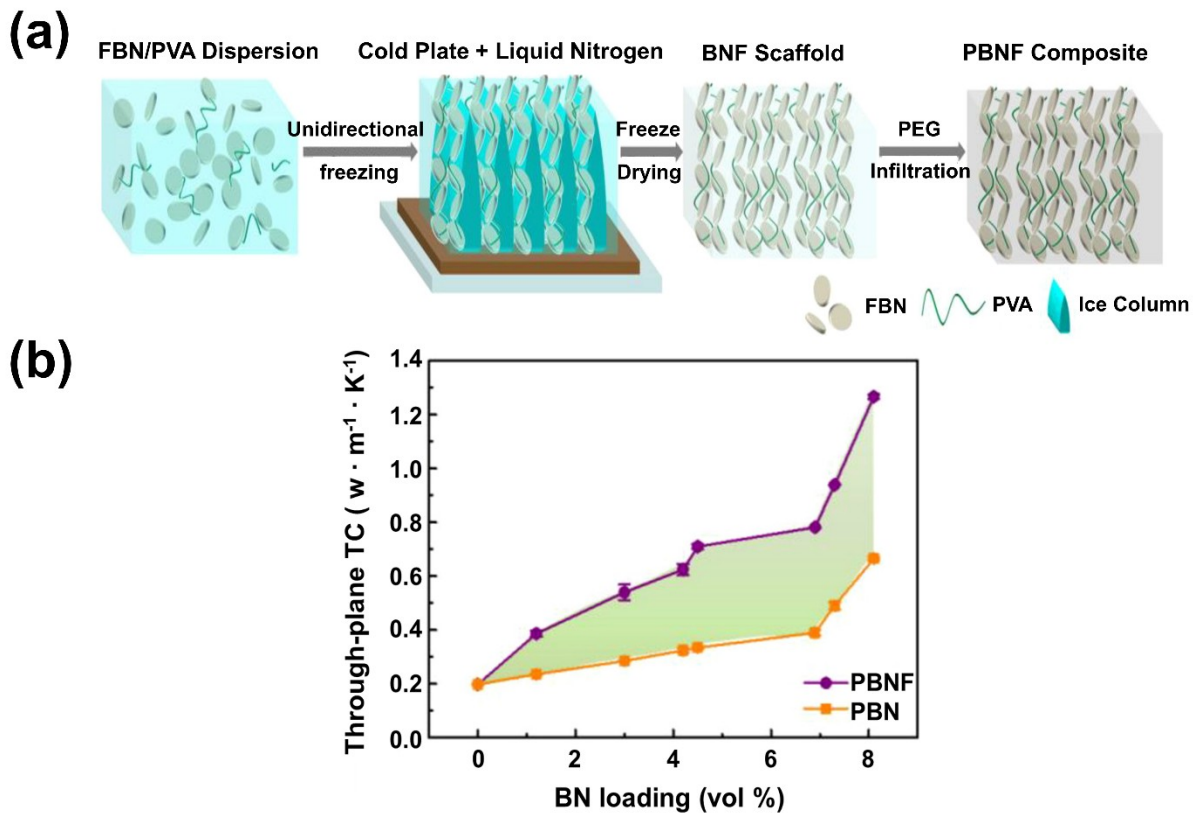 (a)
FBN/PVA Dispersion
Cold Plate + Liquid Nitrogen
BNF Scaffold
PBNF Composite
Unidirectional
freezing
Freeze
Drying
PEG
Infiltration
FBN
PVA
Ice Column
(b)
Through-plane TC ( w · m⁻¹ · K⁻¹)
1.4
1.2
1.0
0.8
0.6
0.4
0.2
0.0
PBNF
PBN
0 2 4 6 8
BN loading (vol %)